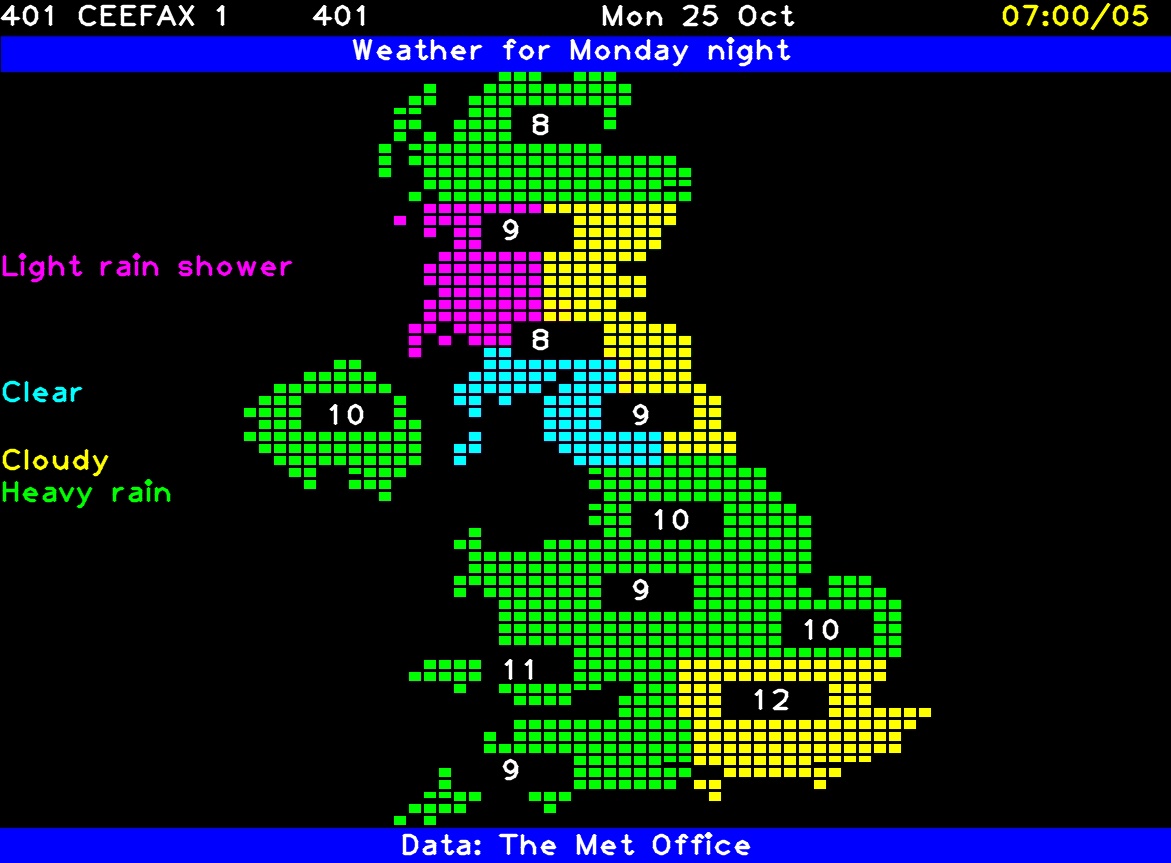 401 CEEFAX 1 401 Mon 25 Oct 07:00/05
Weather for Monday night
8
9
Light rain shower
8
Clear
10 9
Cloudy
Heavy rain
10
9
10
11
12
9
Data: The Met Office